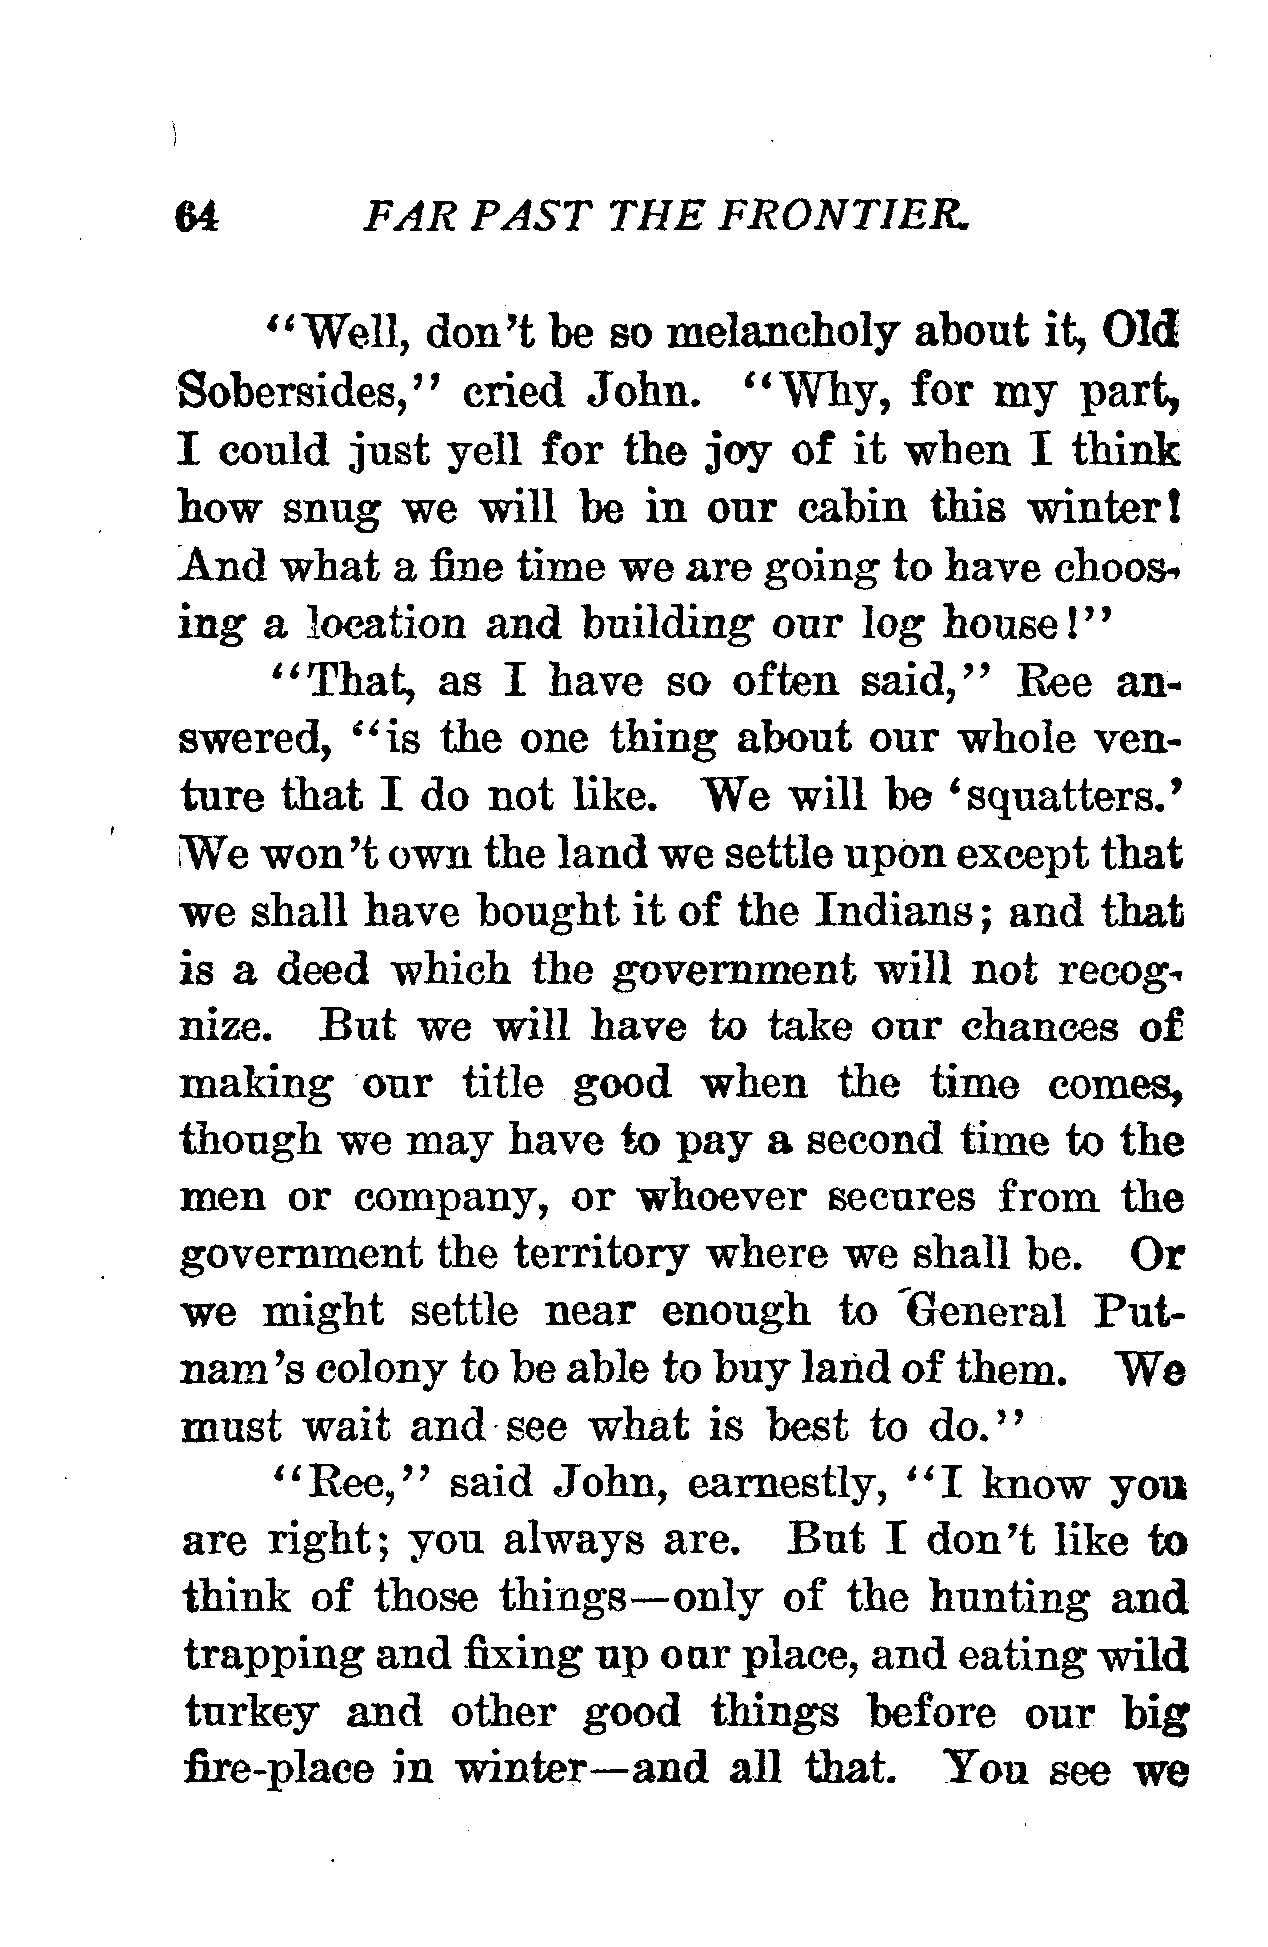 64 FAR PAST THE FRONTIER.
"Well, don't be so melancholy about it, Old
Sobersides," cried John. "Why, for my part,
I could just yell for the joy of it when I think
how snug we will be in our cabin this winter!
And what a fine time we are going to have choos-
ing a location and building our log house!"
"That, as I have so often said," Ree an-
swered, "is the one thing about our whole ven-
ture that I do not like. We will be 'squatters.'
We won't own the land we settle upon except that
we shall have bought it of the Indians; and that
is a deed which the government will not recog-
nize. But we will have to take our chances of
making our title good when the time comes,
though we may have to pay a second time to the
men or company, or whoever secures from the
government the territory where we shall be. Or
we might settle near enough to General Put-
nam's colony to be able to buy land of them. We
must wait and see what is best to do."
"Ree," said John, earnestly, "I know you
are right; you always are. But I don't like to
think of those things—only of the hunting and
trapping and fixing up our place, and eating wild
turkey and other good things before our big
fire-place in winter—and all that. You see we